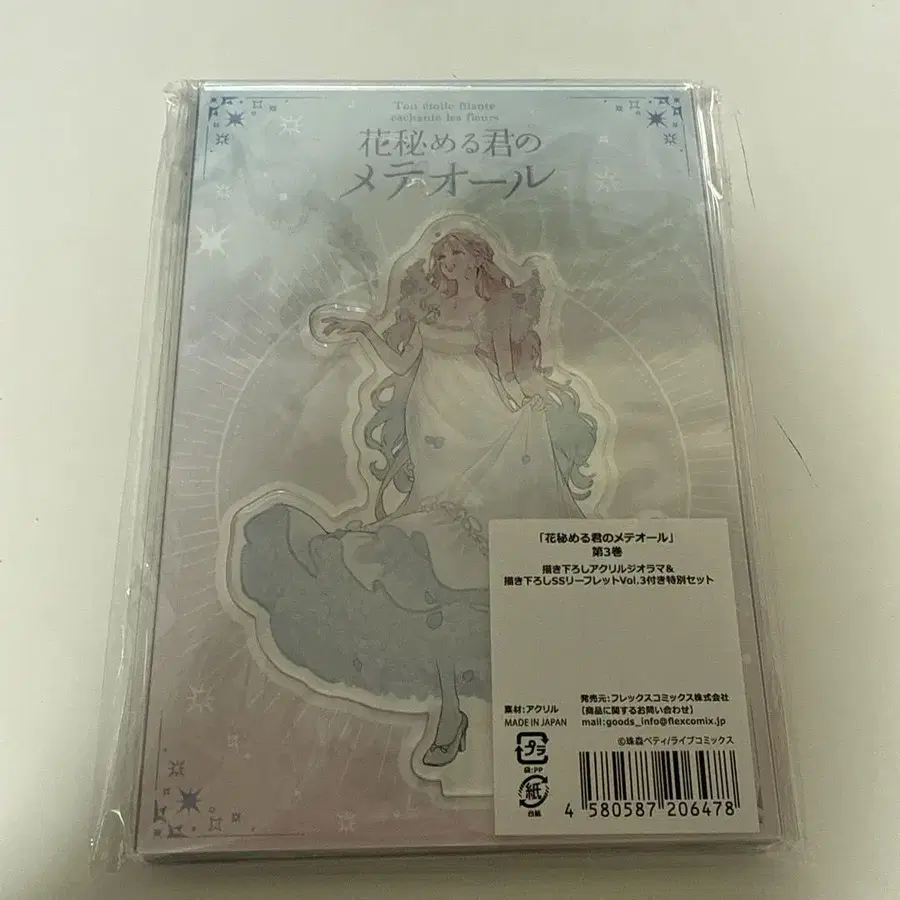 Ton étoile filante
cachante les fleurs
花秘める君の
メテオール
「花秘める君のメテオール」
第3巻
描き下ろしアクリルジオラマ&
描き下ろしSSリーフレットVol.3付き特別セット
素材:アクリル
MADE IN JAPAN
発売元:フレックスコミックス株式会社
【商品に関するお問い合わせ】
mail:goods_info@flexcomix.jp
©珠森ベティ/ライブコミックス
プラ
袋:PP
紙
台紙
4 580587 206478